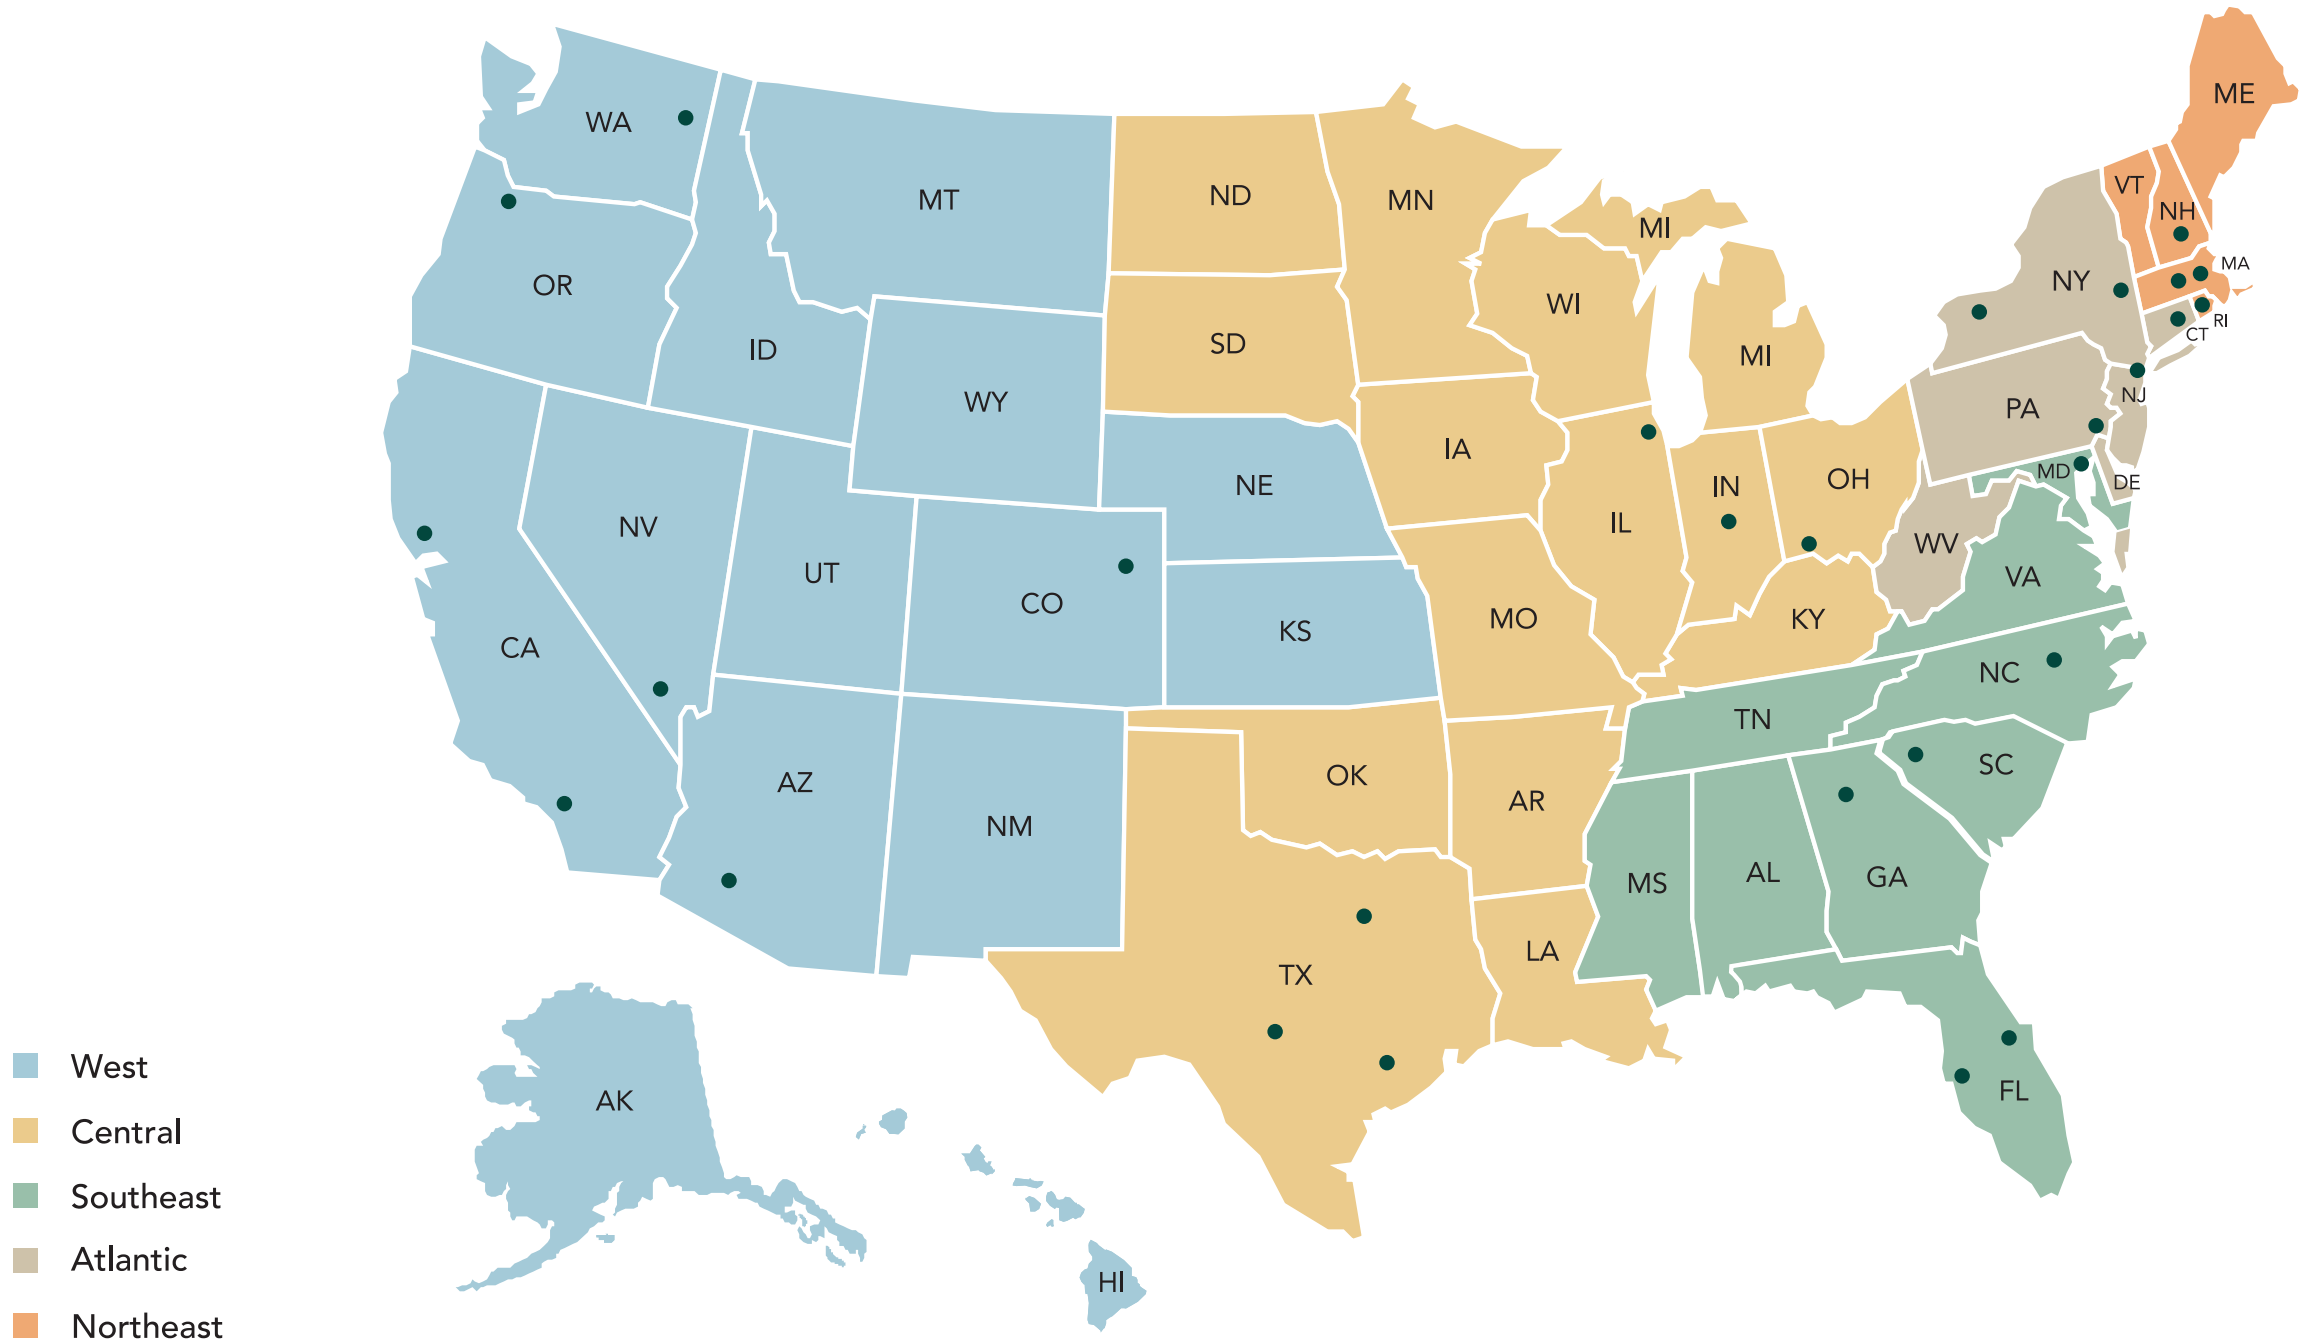 ME
WA
VT
MT
ND
MN
NH
MI
MA
OR
NY
WI
RI
CT
SD
ID
MI
NJ
WY
PA
IA
MD
DE
OH
NE
IN
IL
NV
WV
UT
VA
CO
MO
KS
KY
CA
NC
TN
SC
OK
AZ
AR
NM
AL
GA
MS
LA
TX
West
FL
AK
Central
Southeast
Atlantic
HI
Northeast